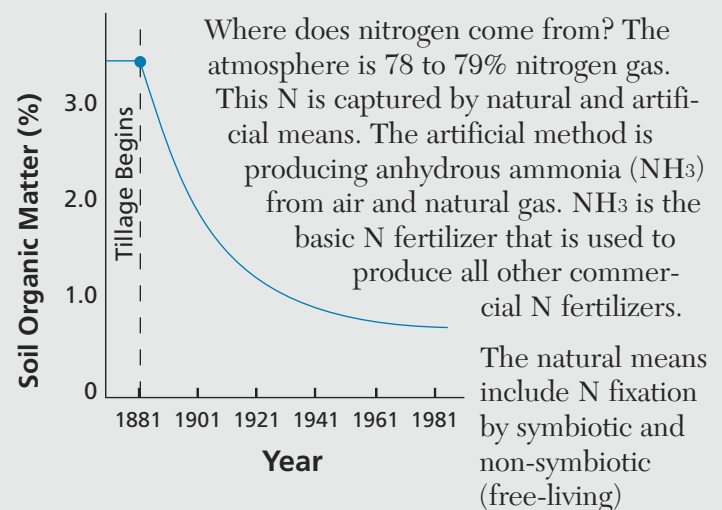 Where does nitrogen come from? The
atmosphere is 78 to 79% nitrogen gas.
This N is captured by natural and artifi-
cial means. The artificial method is
producing anhydrous ammonia (NH3)
from air and natural gas. NH3 is the
basic N fertilizer that is used to
produce all other commer-
cial N fertilizers.
The natural means
include N fixation
by symbiotic and
non-symbiotic
(free-living)
Soil Organic Matter (%)
3.0
2.0
1.0
0
Tillage Begins
1881 1901 1921 1941 1961 1981
Year